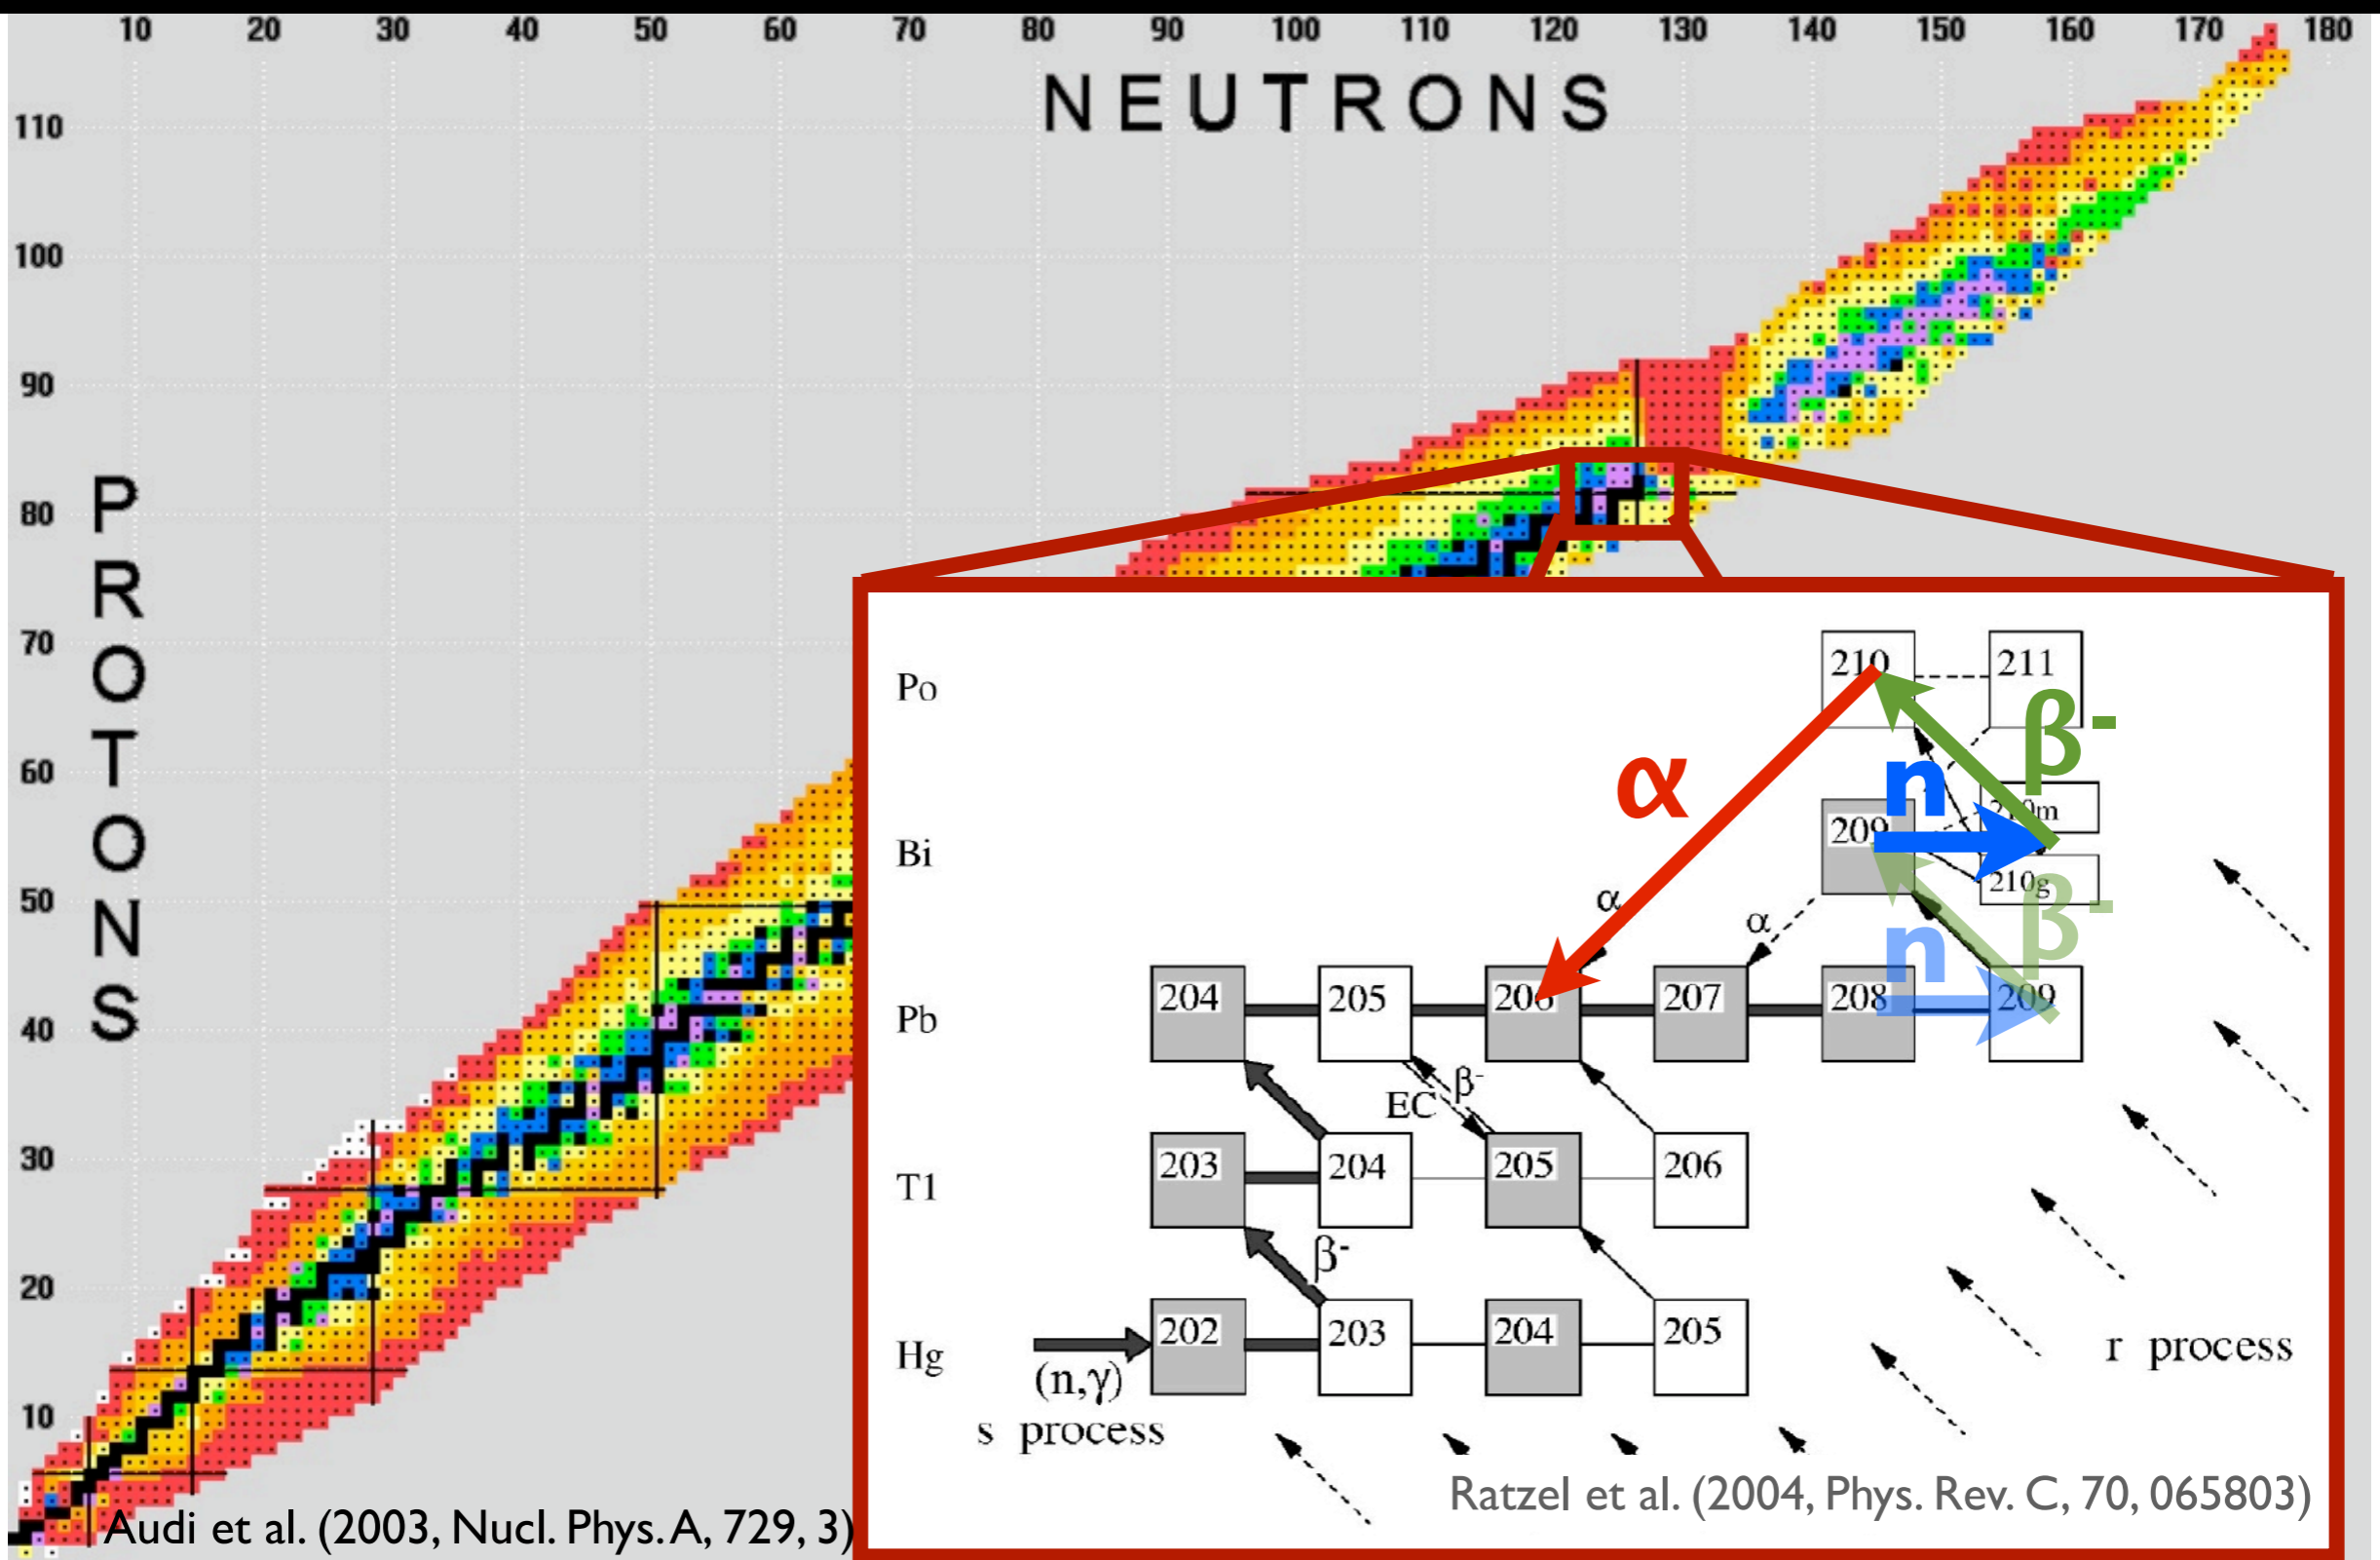 10 20 30 40 50 60 70 80 90 100 110 120 130 140 150 160 170 180
NEUTRONS
110
100
90
80
70
60
50
40
30
20
10
PROTONS
Po
210
211
β-
α
n
Bi
209
210m
210g
β-
α
α
n
Pb
204 205 206 207 208 209
EC
β-
Tl
203 204 205 206
β-
Hg
202 203 204 205
(n,γ)
s process
r process
Ratzel et al. (2004, Phys. Rev. C, 70, 065803)
Audi et al. (2003, Nucl. Phys. A, 729, 3)